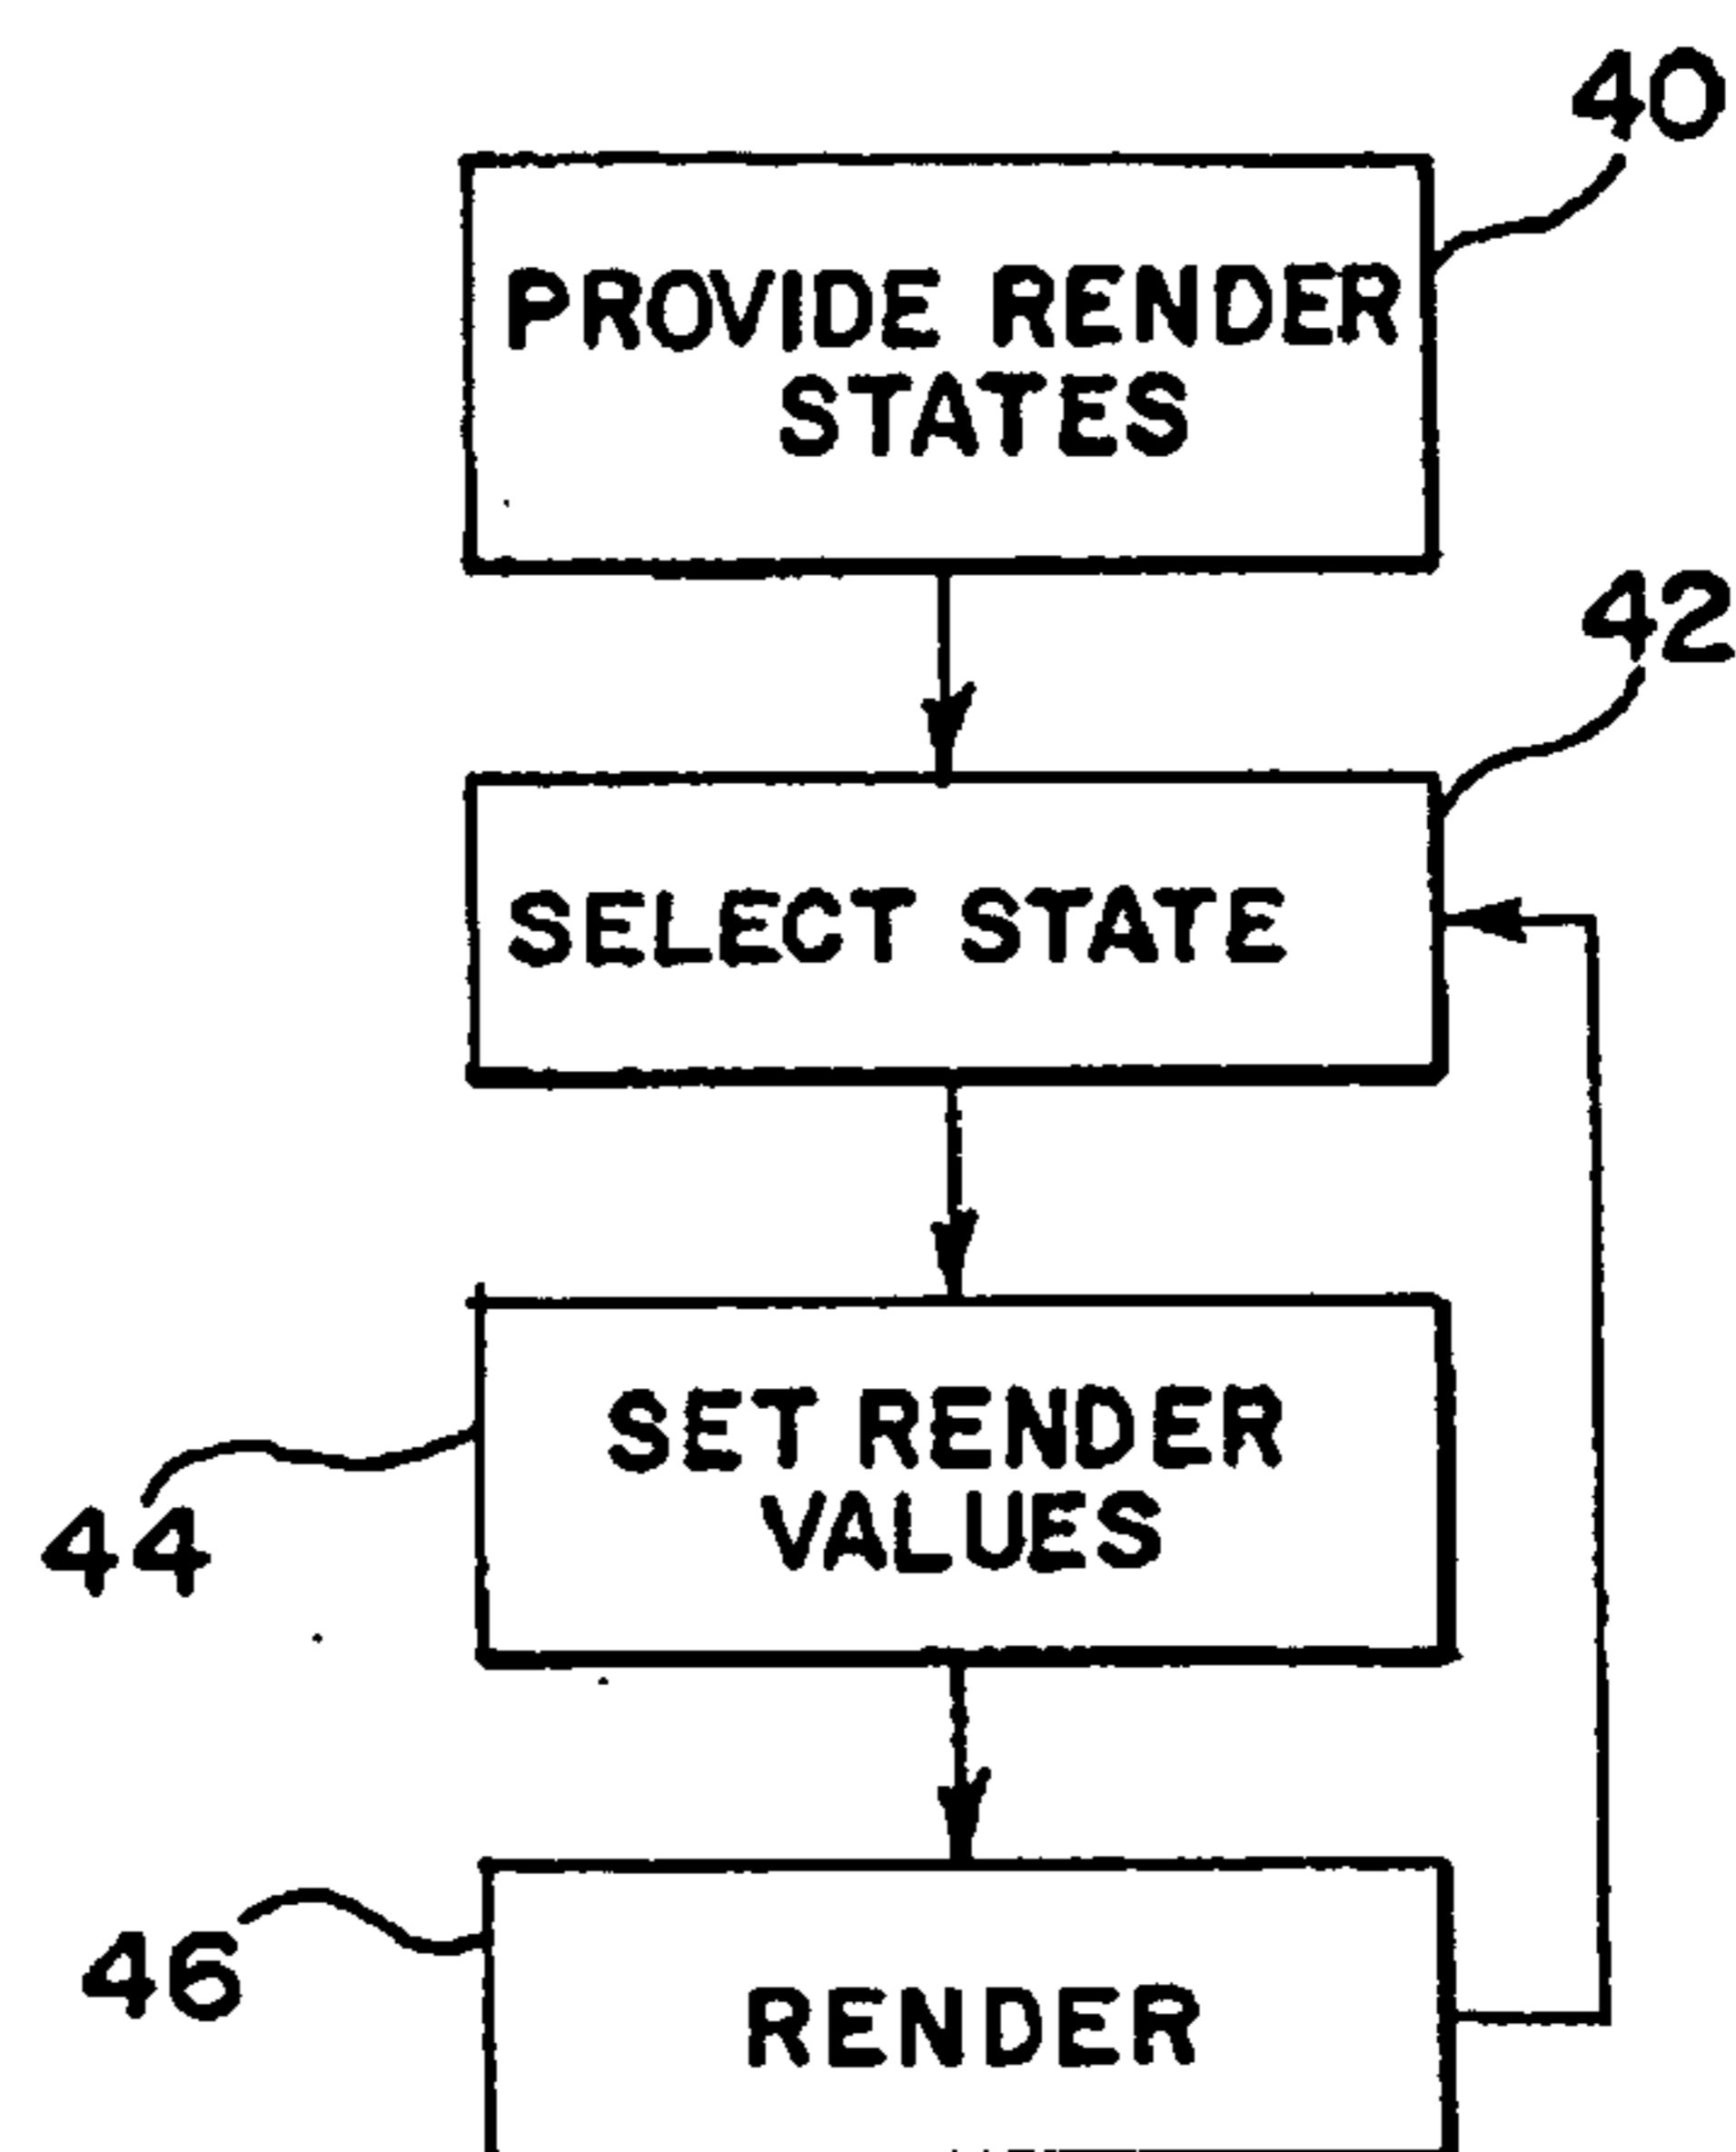 40
PROVIDE RENDER
STATES
42
SELECT STATE
SET RENDER
VALUES
44
46
RENDER